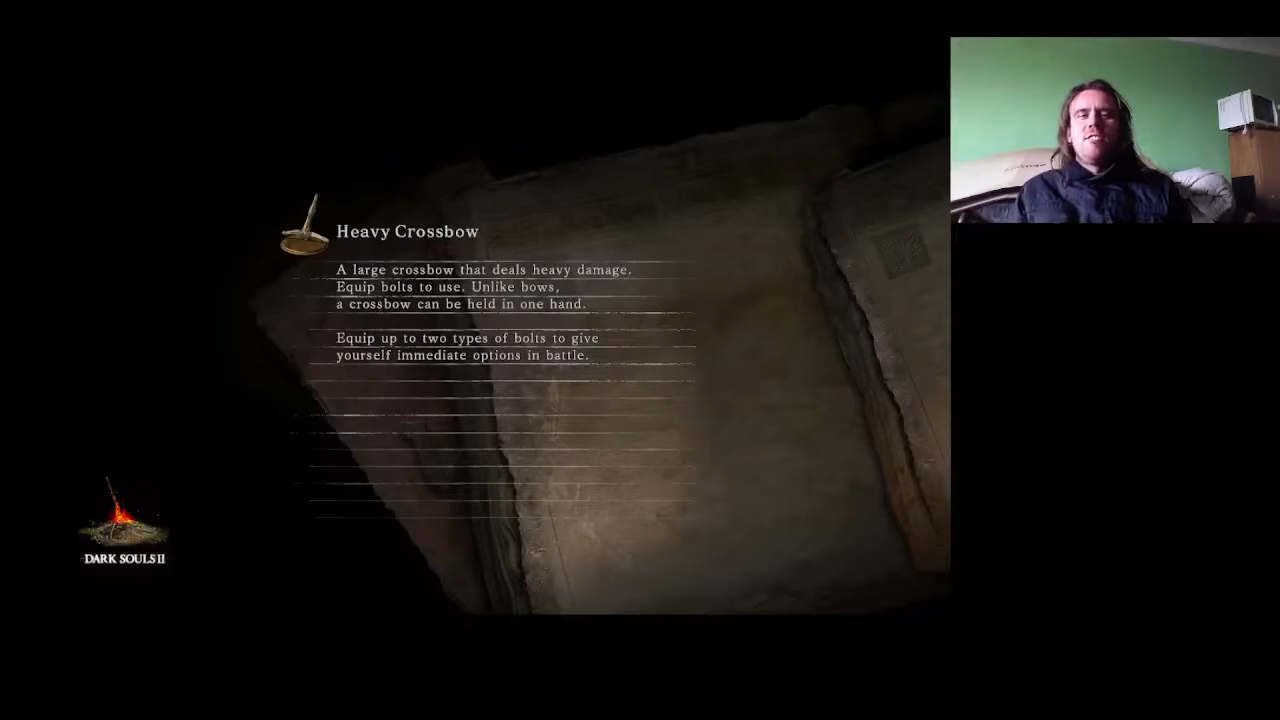 Heavy Crossbow
A large crossbow that deals heavy damage.
Equip bolts to use. Unlike bows,
a crossbow can be held in one hand.
Equip up to two types of bolts to give
yourself immediate options in battle.
DARK SOULS II